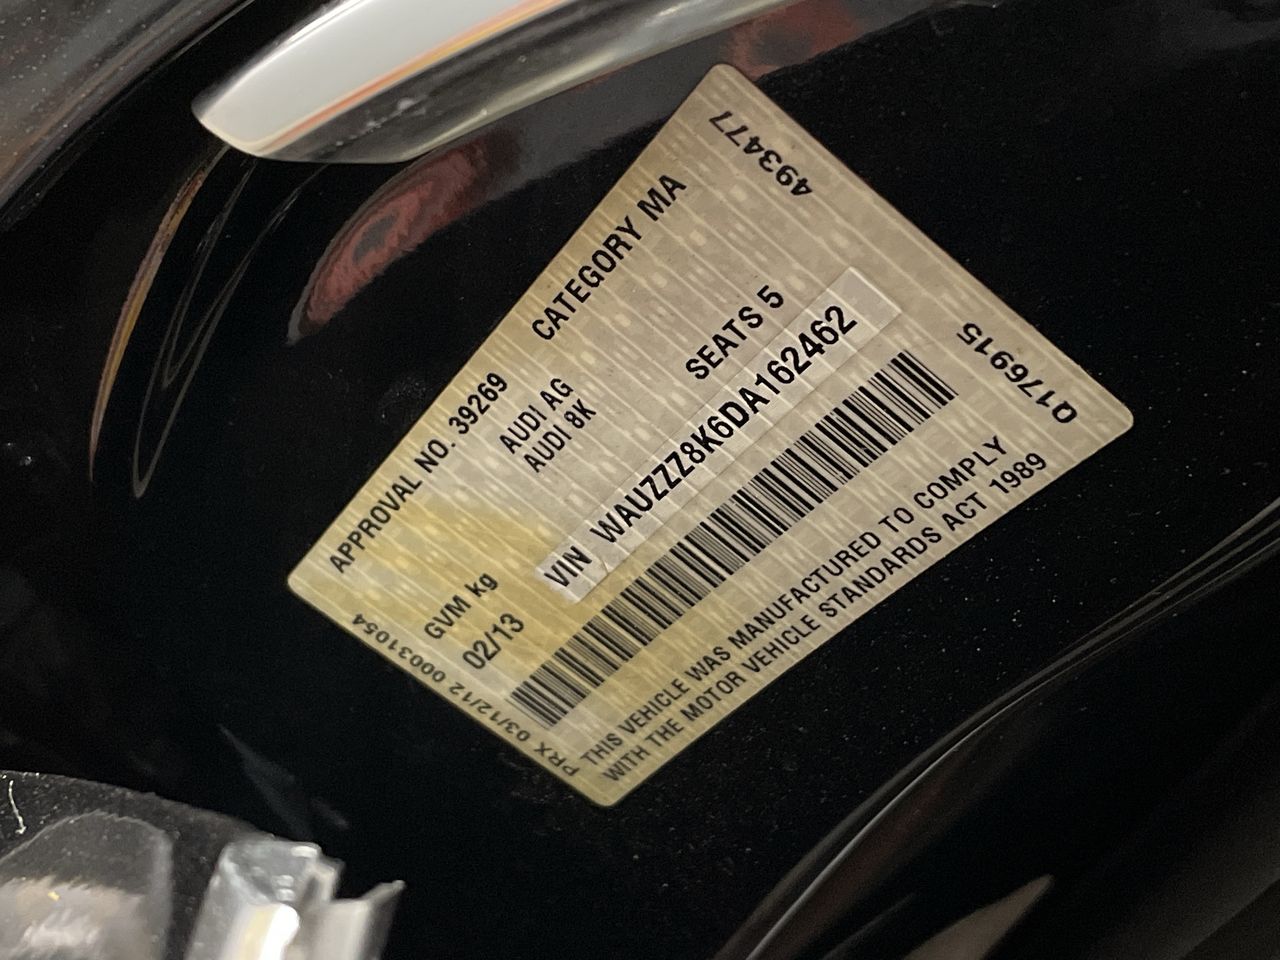 493477
APPROVAL NO. 39269 CATEGORY MA
AUDI AG
AUDI 8K
GVM kg SEATS 5
02/13
VIN WAUZZZ8K6DA162462
Q176915
PRX 03/12/12 00031054
THIS VEHICLE WAS MANUFACTURED TO COMPLY
WITH THE MOTOR VEHICLE STANDARDS ACT 1989